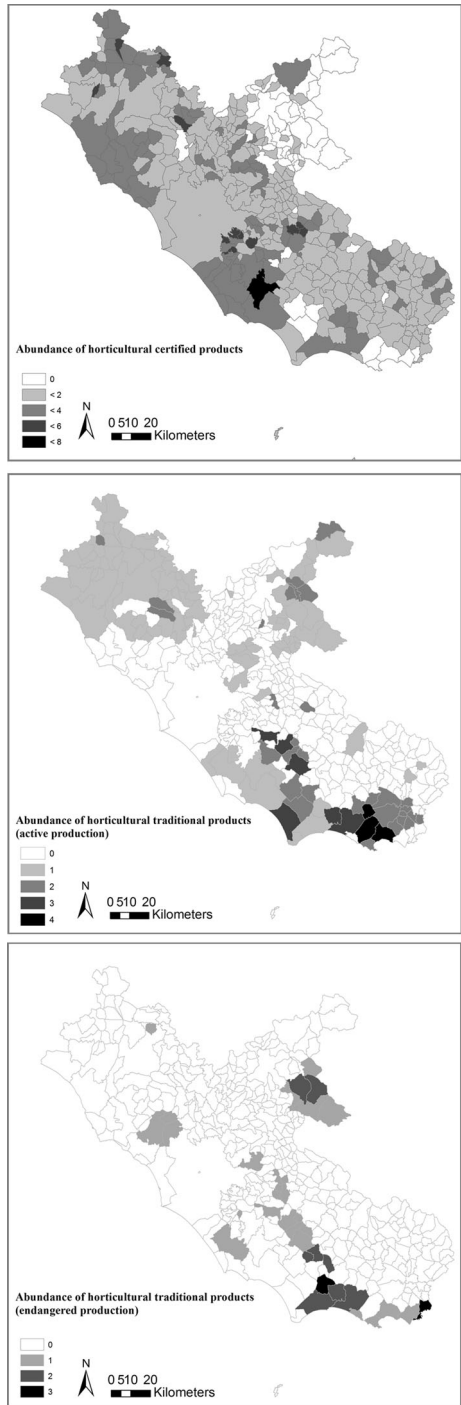 Abundance of horticultural certified products
0
< 2
< 4
< 6
< 8
N
0 510 20
Kilometers
Abundance of horticultural traditional products
(active production)
0
1
2
3
4
N
0 510 20
Kilometers
Abundance of horticultural traditional products
(endangered production)
0
1
2
3
N
0 510 20
Kilometers